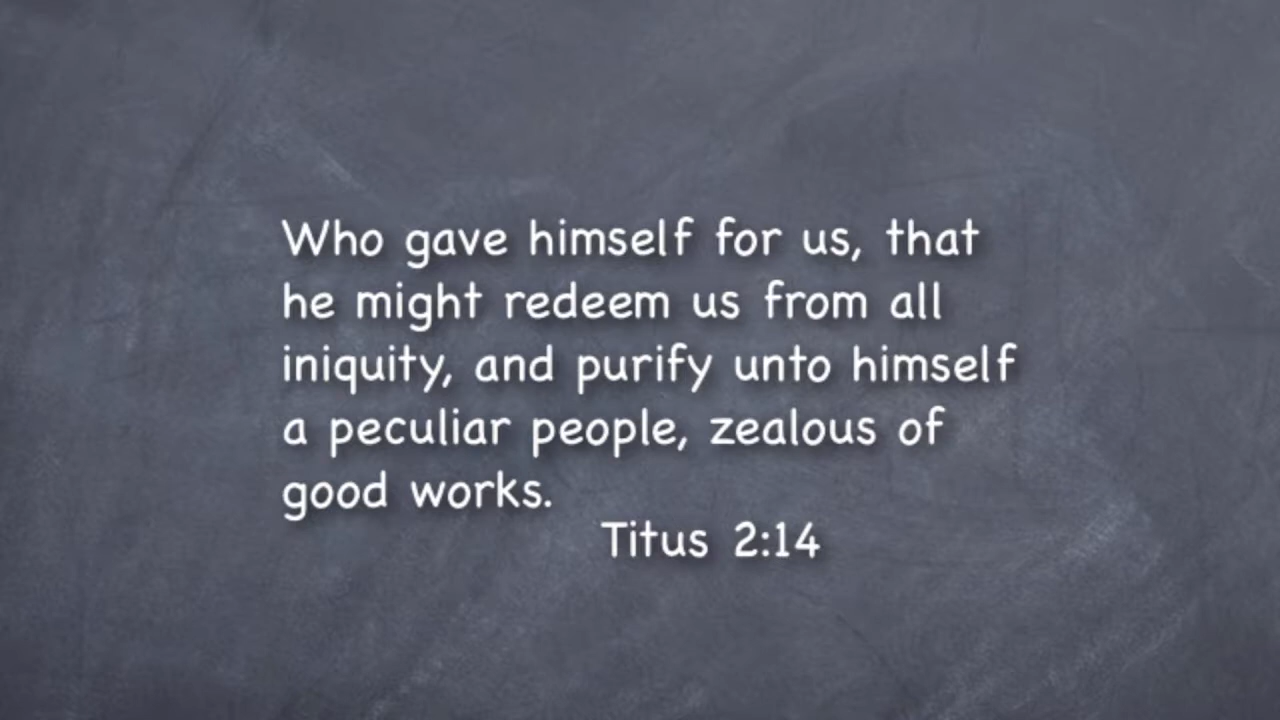 Who gave himself for us, that
he might redeem us from all
iniquity, and purify unto himself
a peculiar people, zealous of
good works.
Titus 2:14